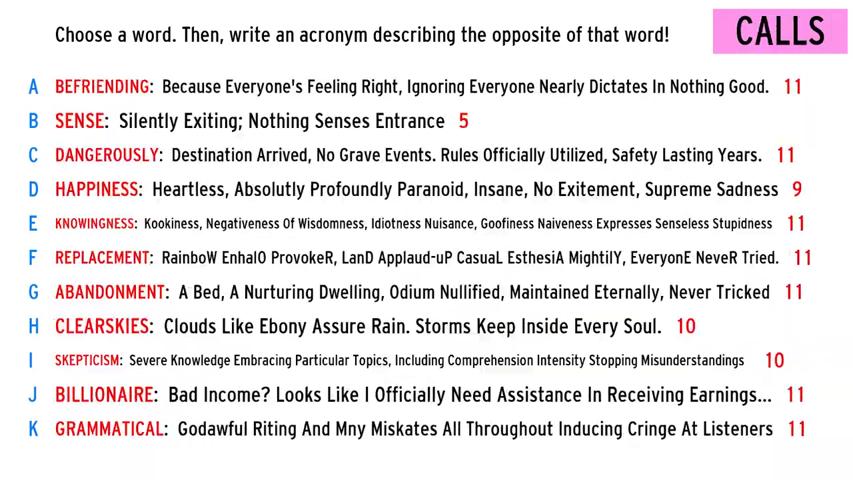 Choose a word. Then, write an acronym describing the opposite of that word!
CALLS
A BEFRIENDING: Because Everyone's Feeling Right, Ignoring Everyone Nearly Dictates In Nothing Good. 11
B SENSE: Silently Exiting; Nothing Senses Entrance 5
C DANGEROUSLY: Destination Arrived, No Grave Events. Rules Officially Utilized, Safety Lasting Years. 11
D HAPPINESS: Heartless, Absolutly Profoundly Paranoid, Insane, No Exitement, Supreme Sadness 9
E KNOWINGNESS: Kookiness, Negativeness Of Wisdomness, Idiotness Nuisance, Goofiness Naiveness Expresses Senseless Stupidness 11
F REPLACEMENT: RainboW EnhalO ProvokeR, LanD Applaud-uP CasuaL EsthesiA MightilY, EveryonE NeveR Tried. 11
G ABANDONMENT: A Bed, A Nurturing Dwelling, Odium Nullified, Maintained Eternally, Never Tricked 11
H CLEARSKIES: Clouds Like Ebony Assure Rain. Storms Keep Inside Every Soul. 10
I SKEPTICISM: Severe Knowledge Embracing Particular Topics, Including Comprehension Intensity Stopping Misunderstandings 10
J BILLIONAIRE: Bad Income? Looks Like I Officially Need Assistance In Receiving Earnings... 11
K GRAMMATICAL: Godawful Riting And Mny Miskates All Throughout Inducing Cringe At Listeners 11